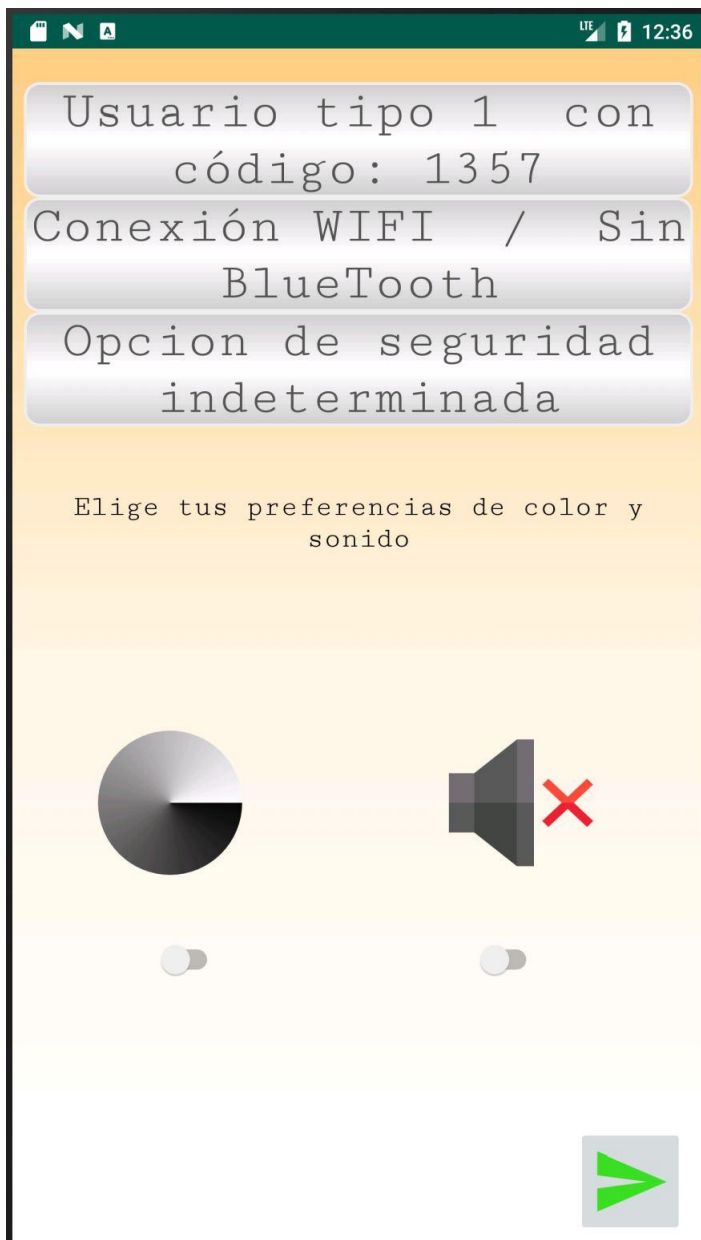 LTE 12:36
Usuario tipo 1 con
código: 1357
Conexión WIFI / Sin
BlueTooth
Opcion de seguridad
indeterminada
Elige tus preferencias de color y
sonido